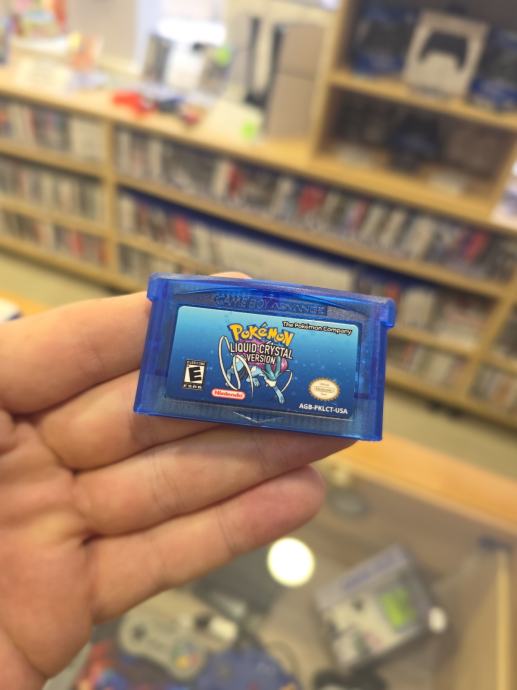 GAME BOY ADVANCE
The Pokémon Company
POKéMON
LIQUID CRYSTAL
VERSION
E
ESRB
Nintendo
AGB-PKLCT-USA